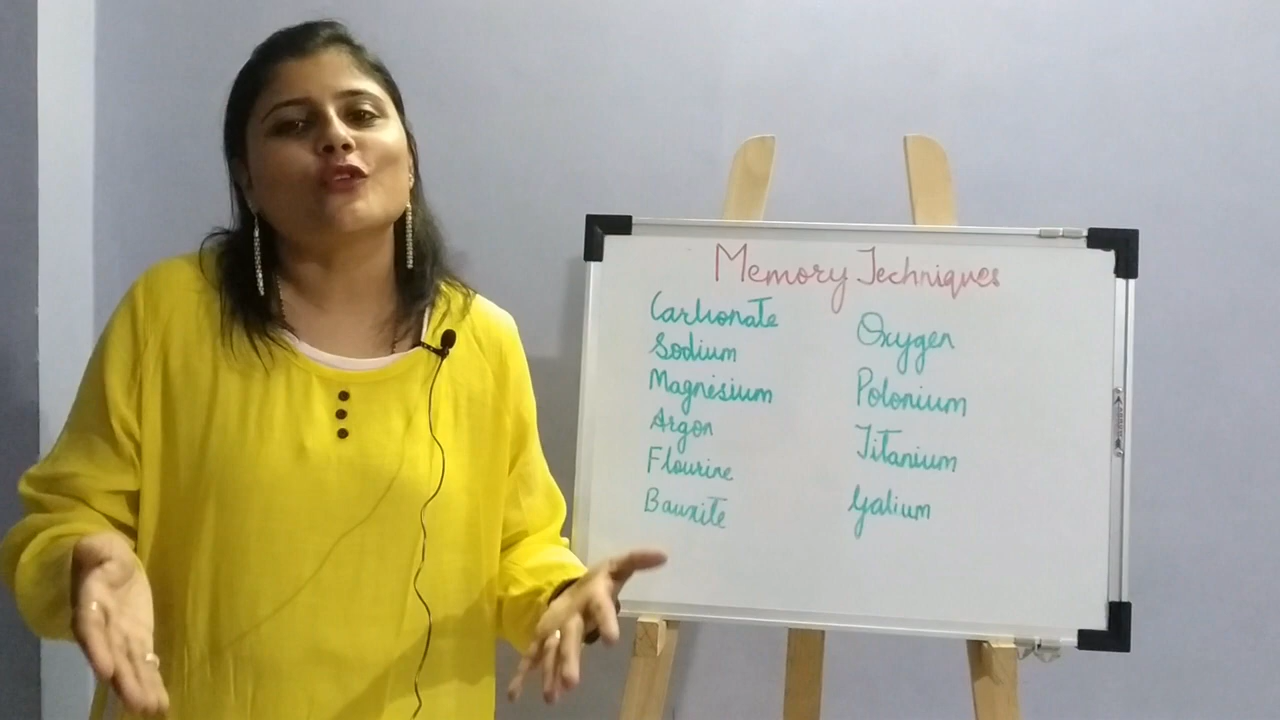 Memory Techniques
Carbonate
Sodium
Magnesium
Argon
Flourine
Bauxite
Oxygen
Polonium
Titanium
Galium